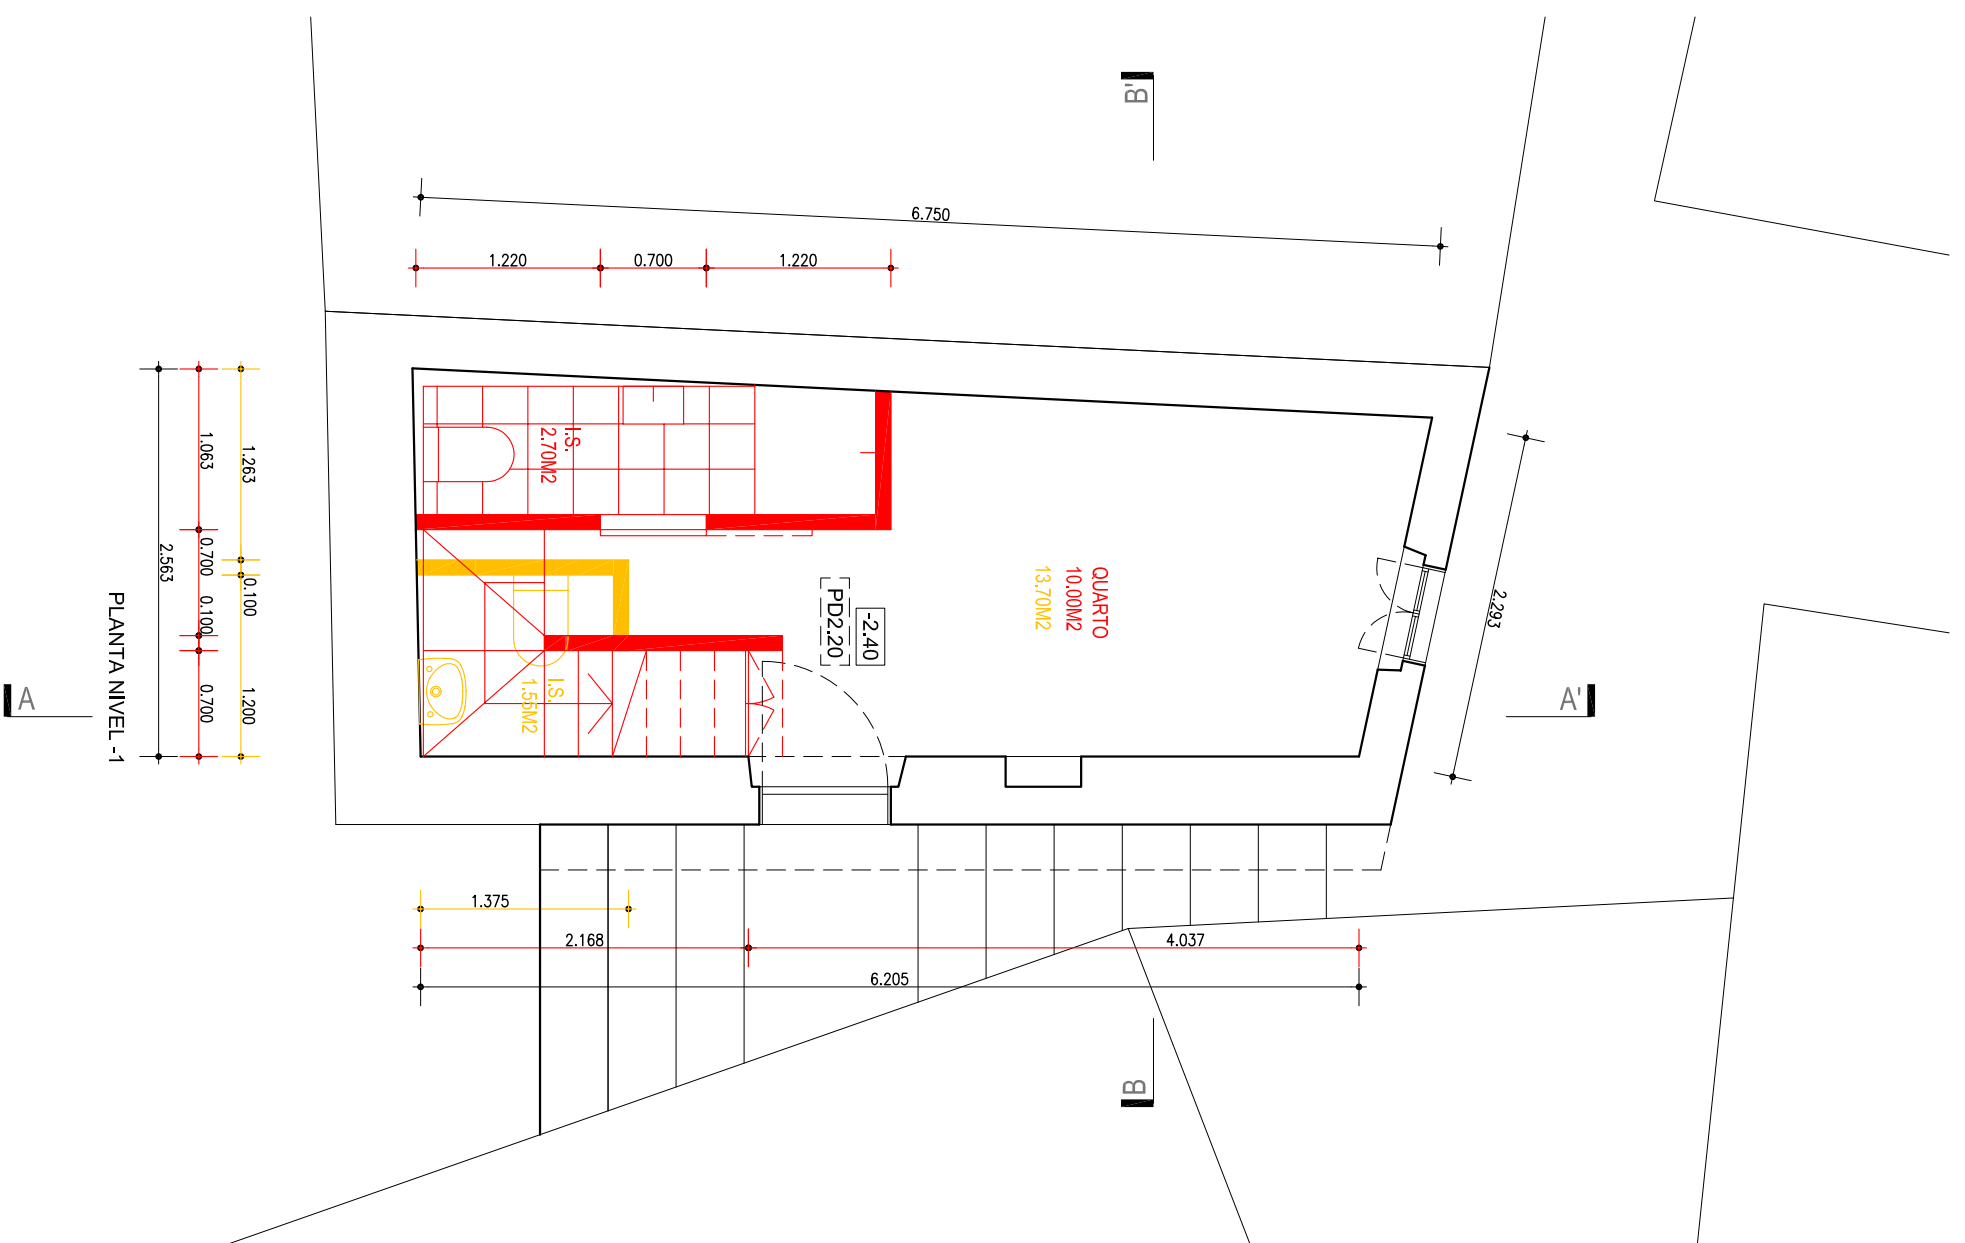 B'
6.750
1.220
0.700
1.220
1.063
0.700
0.100
0.700
1.263
0.100
1.200
2.563
PLANTA NIVEL -1
I.S.
2.70M2
I.S.
1.55M2
PD2.20
-2.40
QUARTO
10.00M2
13.70M2
2.293
A
A'
1.375
2.168
4.037
6.205
B